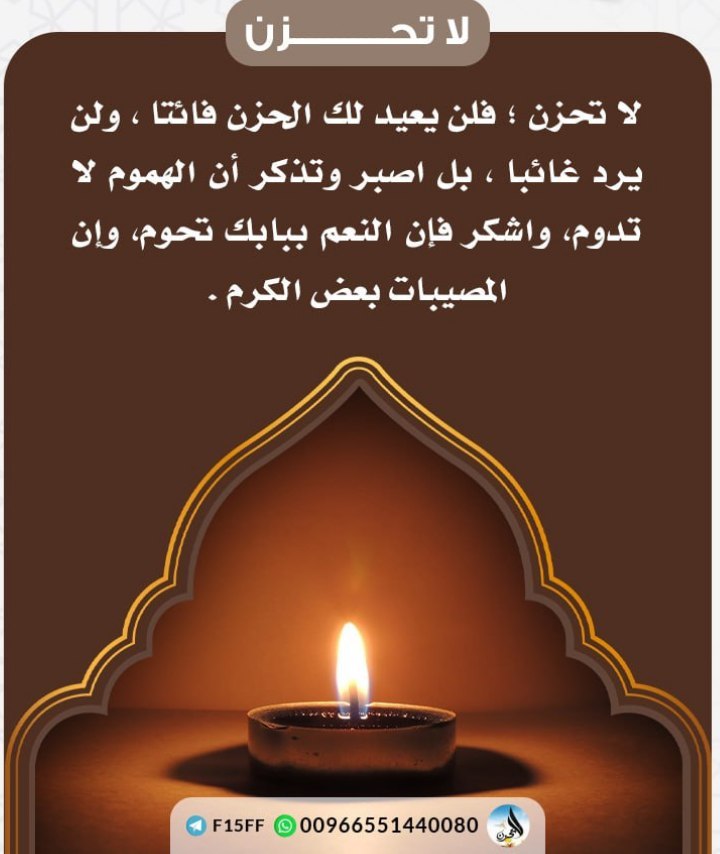 لا تحـــــــــزن
لا تحزن ؛ فلن يعيد لك الحزن فائتا ، ولن
يرد غائبا ، بل اصبر وتذكر أن الهموم لا
تدوم، واشكر فإن النعم ببابك تحوم، وإن
المصيبات بعض الكرم .
F15FF 00966551440080